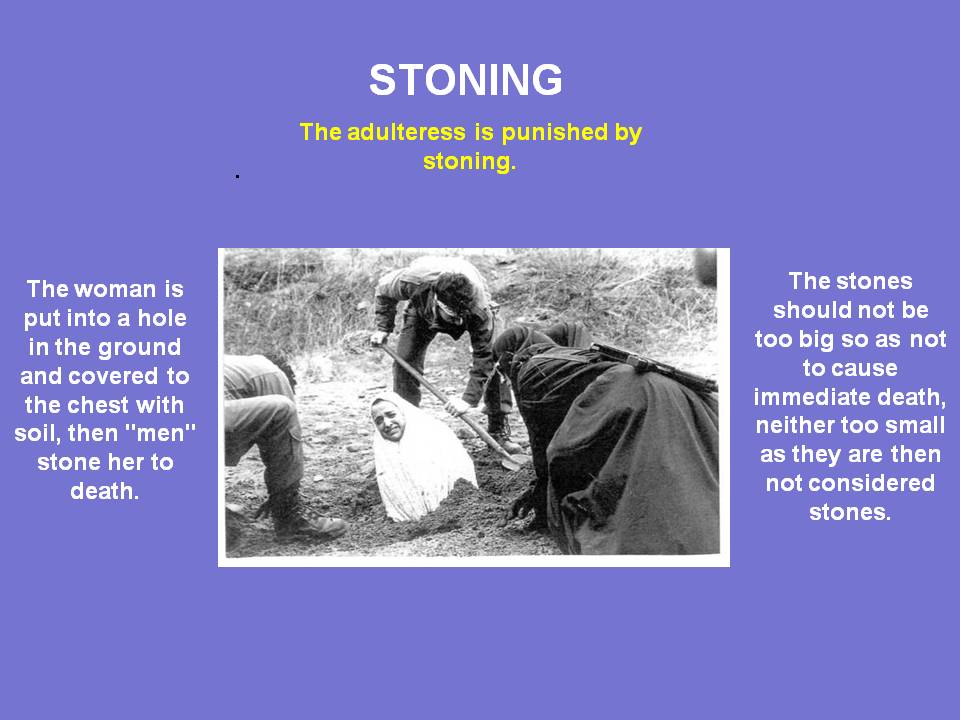 STONING
The adulteress is punished by
stoning.
.
The woman is
put into a hole
in the ground
and covered to
the chest with
soil, then "men"
stone her to
death.
The stones
should not be
too big so as not
to cause
immediate death,
neither too small
as they are then
not considered
stones.